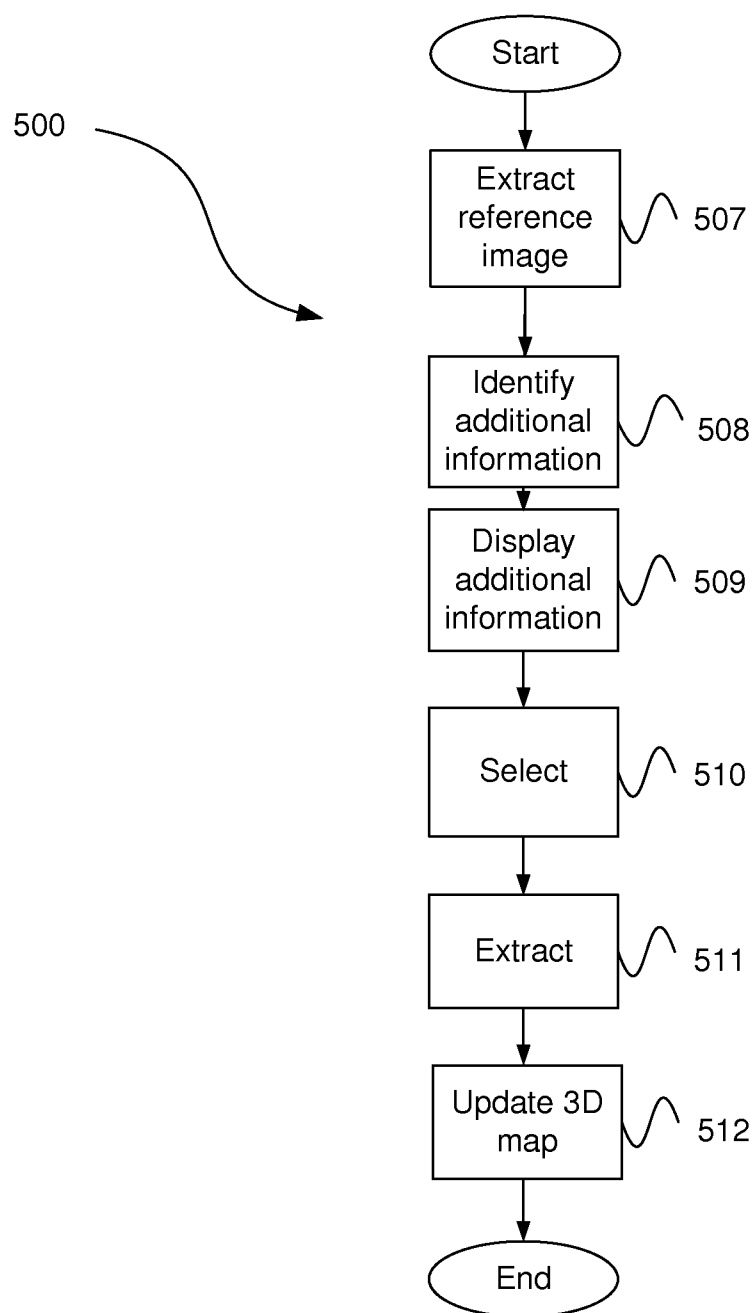 Start
500
Extract
reference
image
507
Identify
additional
information
508
Display
additional
information
509
Select
510
Extract
511
Update 3D
map
512
End